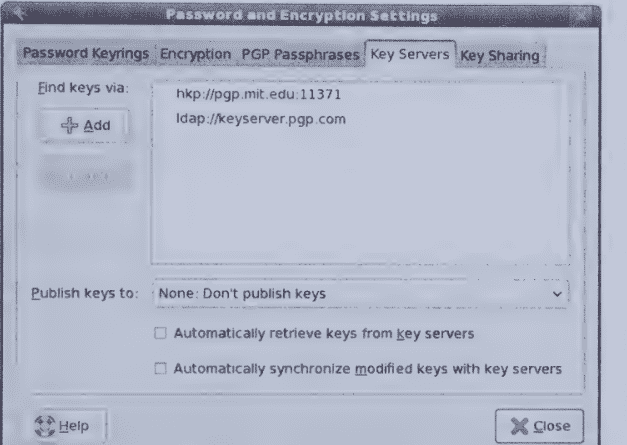 Password and Encryption Settings
Password Keyrings Encryption PGP Passphrases Key Servers Key Sharing
Find keys via:
hkp://pgp.mit.edu:11371
Add
ldap://keyserver.pgp.com
Publish keys to: None: Don't publish keys
Automatically retrieve keys from key servers
Automatically synchronize modified keys with key servers
Help Close